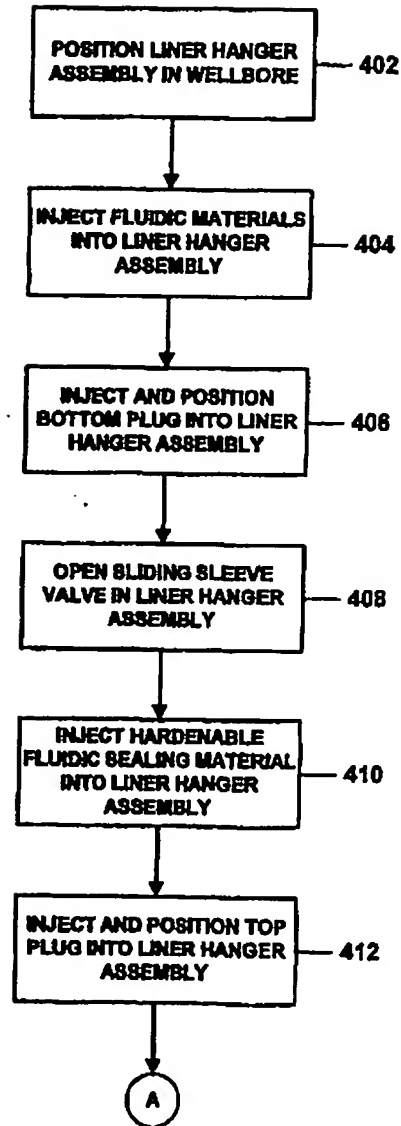 POSITION LINER HANGER
ASSEMBLY IN WELLBORE
402
INJECT FLUIDIC MATERIALS
INTO LINER HANGER
ASSEMBLY
404
INJECT AND POSITION
BOTTOM PLUG INTO LINER
HANGER ASSEMBLY
406
OPEN SLIDING SLEEVE
VALVE IN LINER HANGER
ASSEMBLY
408
INJECT HARDENABLE
FLUIDIC SEALING MATERIAL
INTO LINER HANGER
ASSEMBLY
410
INJECT AND POSITION TOP
PLUG INTO LINER HANGER
ASSEMBLY
412
A